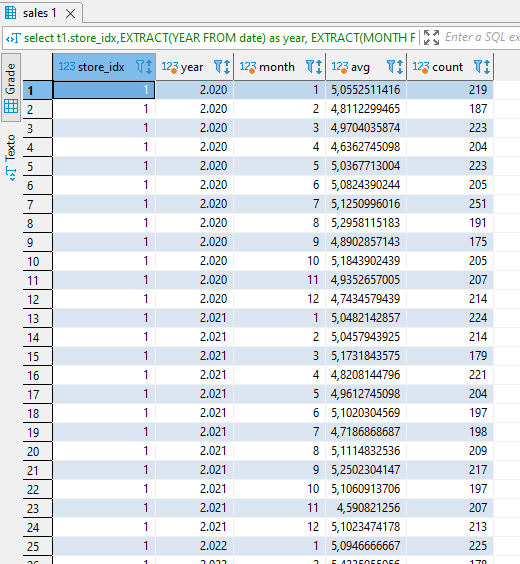 sales 1
select t1.store_idx,EXTRACT(YEAR FROM date) as year, EXTRACT(MONTH F Enter a SQL ex
Grade
Texto
123 store_idx 123 year 123 month 123 avg 123 count
1 1 2.020 1 5,0552511416 219
2 1 2.020 2 4,8112299465 187
3 1 2.020 3 4,9704035874 223
4 1 2.020 4 4,6362745098 204
5 1 2.020 5 5,0367713004 223
6 1 2.020 6 5,0824390244 205
7 1 2.020 7 5,1250996016 251
8 1 2.020 8 5,2958115183 191
9 1 2.020 9 4,8902857143 175
10 1 2.020 10 5,1843902439 205
11 1 2.020 11 4,9352657005 207
12 1 2.020 12 4,7434579439 214
13 1 2.021 1 5,0482142857 224
14 1 2.021 2 5,0457943925 214
15 1 2.021 3 5,1731843575 179
16 1 2.021 4 4,8208144796 221
17 1 2.021 5 4,9612745098 204
18 1 2.021 6 5,1020304569 197
19 1 2.021 7 4,7186868687 198
20 1 2.021 8 5,1114832536 209
21 1 2.021 9 5,2502304147 217
22 1 2.021 10 5,1060913706 197
23 1 2.021 11 4,590821256 207
24 1 2.021 12 5,1023474178 213
25 1 2.022 1 5,0946666667 225